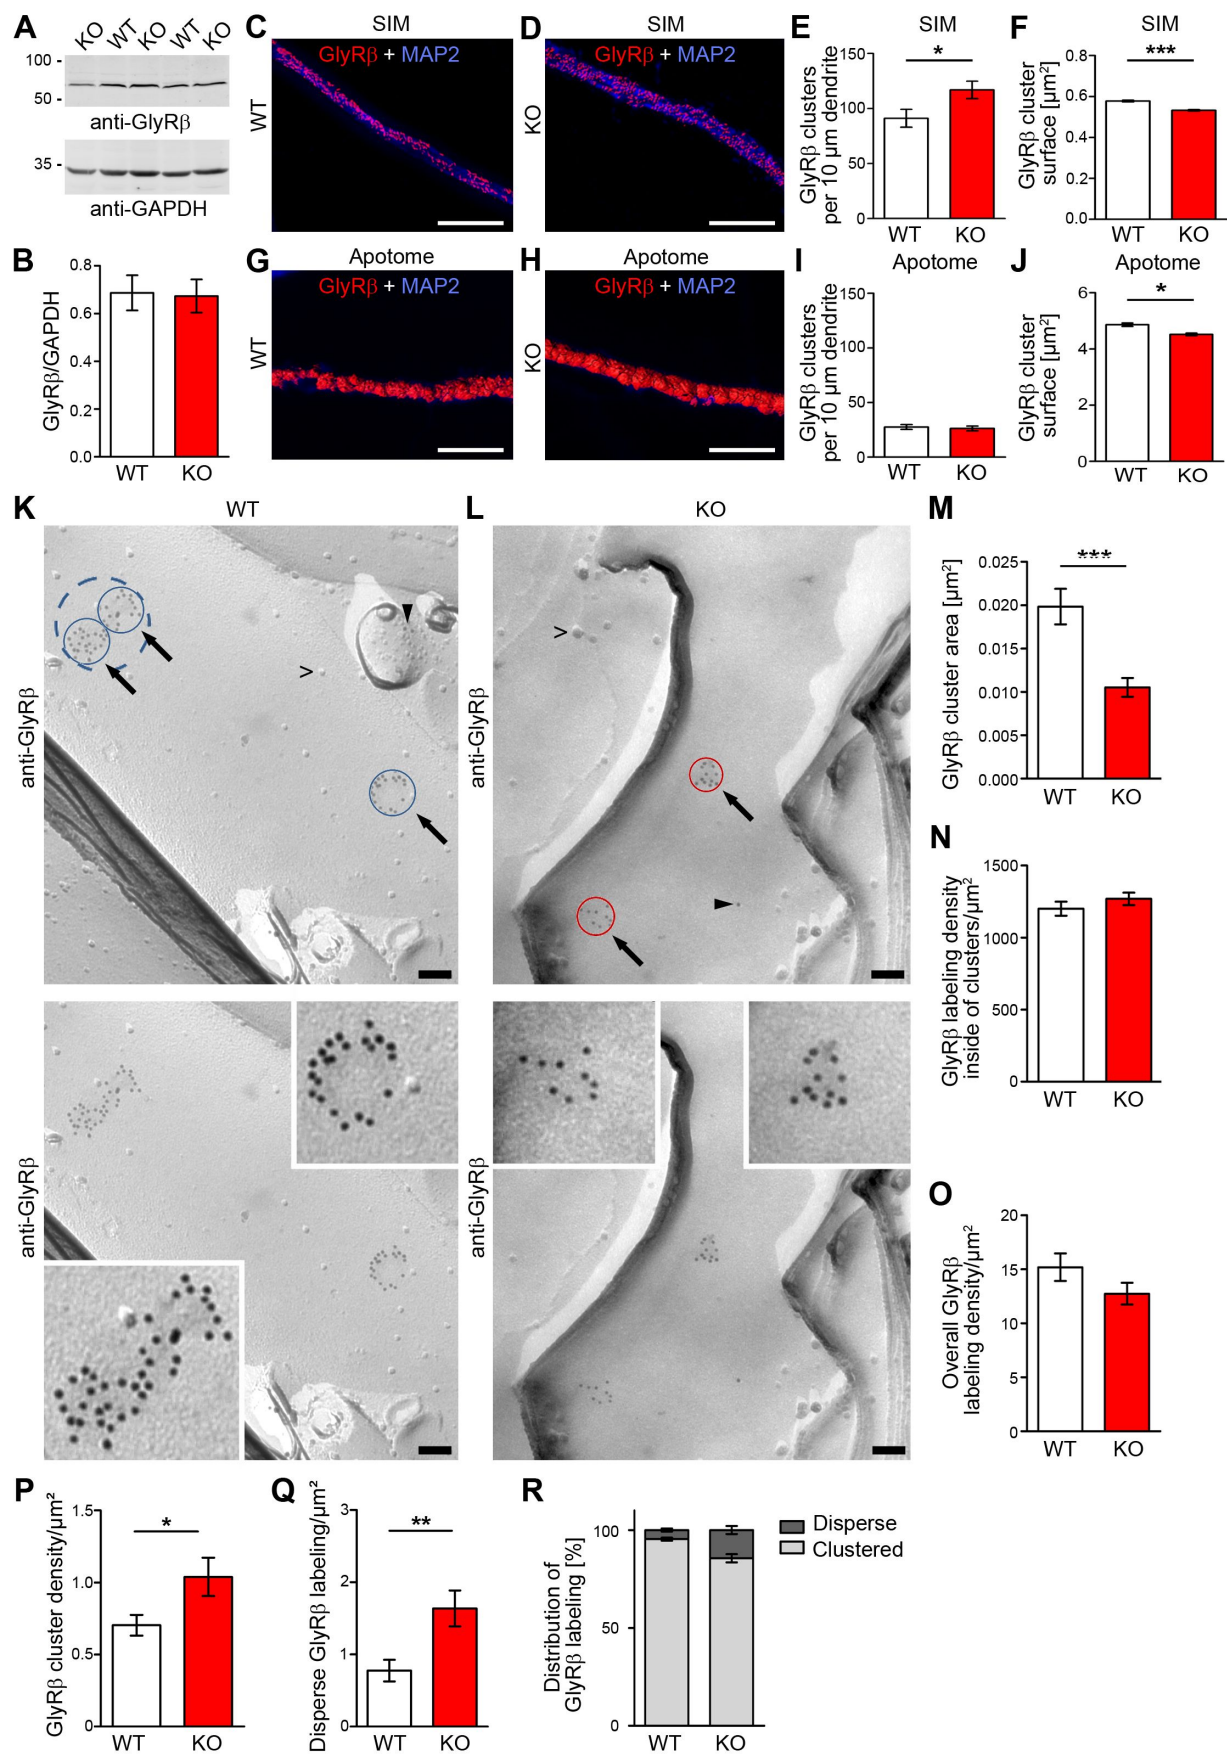 A
KO WT KO WT KO
100 -
50 -
anti-GlyRβ
35 -
anti-GAPDH
C
SIM
GlyRβ + MAP2
WT
D
SIM
GlyRβ + MAP2
KO
E
SIM
GlyRβ clusters
per 10 µm dendrite
150
100
50
0
*
WT KO
F
SIM
GlyRβ cluster
surface [µm²]
0.8
0.6
0.4
0.2
0.0
***
WT KO
B
GlyRβ/GAPDH
0.8
0.6
0.4
0.2
0.0
WT KO
G
Apotome
GlyRβ + MAP2
WT
H
Apotome
GlyRβ + MAP2
KO
I
Apotome
GlyRβ clusters
per 10 µm dendrite
150
100
50
0
WT KO
J
Apotome
GlyRβ cluster
surface [µm²]
6
4
2
0
*
WT KO
K
WT
anti-GlyRβ
>
anti-GlyRβ
L
KO
anti-GlyRβ
>
anti-GlyRβ
M
GlyRβ cluster area [µm²]
0.025
0.020
0.015
0.010
0.005
0.000
***
WT KO
N
GlyRβ labeling density
inside of clusters/µm²
1500
1000
500
0
WT KO
O
Overall GlyRβ
labeling density/µm²
20
15
10
5
0
WT KO
P
GlyRβ cluster density/µm²
1.5
1.0
0.5
0
*
WT KO
Q
Disperse GlyRβ labeling/µm²
3
2
1
0
**
WT KO
R
Distribution of
GlyRβ labeling [%]
100
50
0
WT KO
Disperse
Clustered